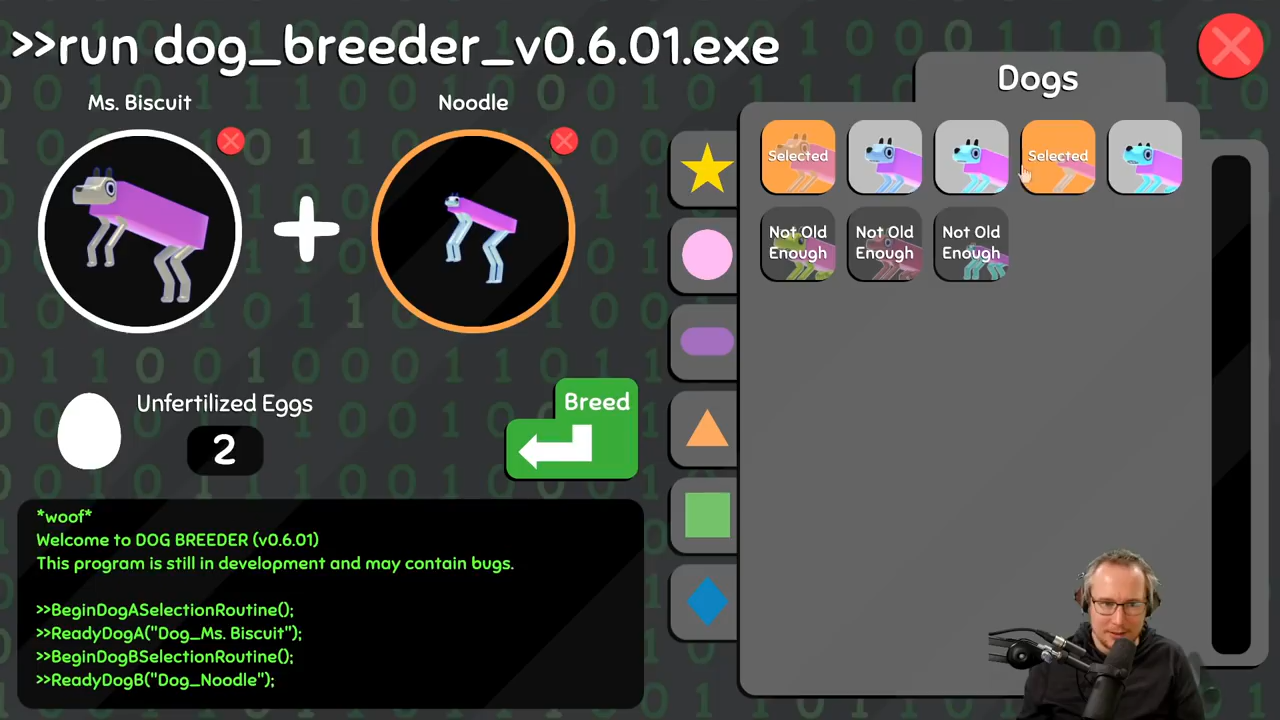 >>run dog_breeder_v0.6.01.exe
Ms. Biscuit
Noodle
Dogs
Selected
Selected
Not Old
Enough
Not Old
Enough
Not Old
Enough
Unfertilized Eggs
2
Breed
*woof*
Welcome to DOG BREEDER (v0.6.01)
This program is still in development and may contain bugs.
>>BeginDogASelectionRoutine();
>>ReadyDogA("Dog_Ms. Biscuit");
>>BeginDogBSelectionRoutine();
>>ReadyDogB("Dog_Noodle");